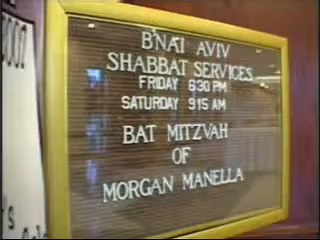 B'NAI AVIV
SHABBAT SERVICES
FRIDAY 6:30 PM
SATURDAY 9:15 AM
BAT MITZVAH
OF
MORGAN MANELLA